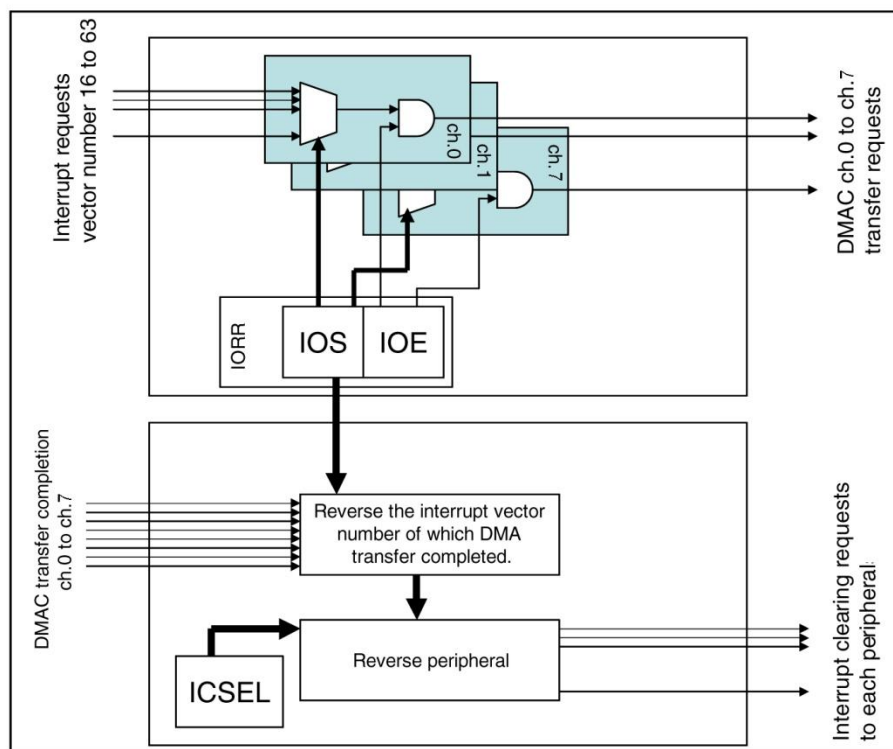 Interrupt requests
vector number 16 to 63
ch.0
ch.1
ch.7
DMAC ch.0 to ch.7
transfer requests
IORR
IOS
IOE
DMAC transfer completion
ch.0 to ch.7
Reverse the interrupt vector
number of which DMA
transfer completed.
ICSEL
Reverse peripheral
Interrupt clearing requests
to each peripheral